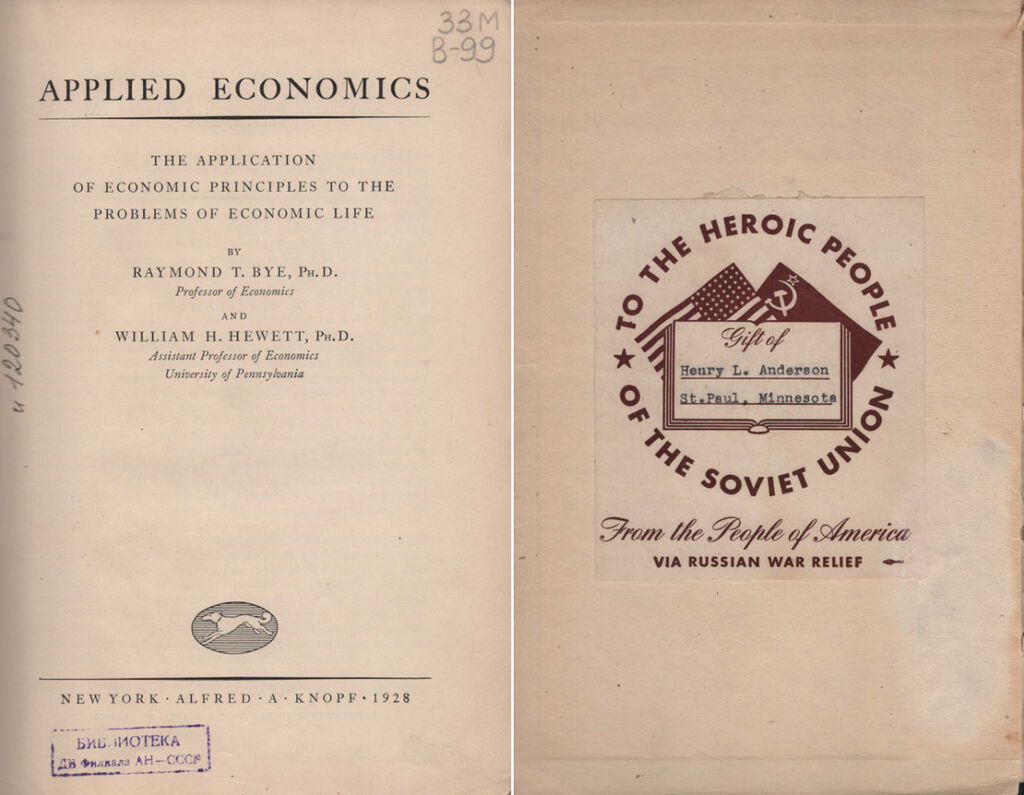 33М
В-99
APPLIED ECONOMICS
THE APPLICATION
OF ECONOMIC PRINCIPLES TO THE
PROBLEMS OF ECONOMIC LIFE
BY
RAYMOND T. BYE, PH.D.
Professor of Economics
AND
WILLIAM H. HEWETT, PH.D.
Assistant Professor of Economics
University of Pennsylvania
и 120340
NEW YORK · ALFRED · A · KNOPF · 1928
БИБЛИОТЕКА
ДВ Филиала АН—СССР
TO THE HEROIC PEOPLE
OF THE SOVIET UNION
Gift of
Henry L. Anderson
St.Paul, Minnesota
From the People of America
VIA RUSSIAN WAR RELIEF